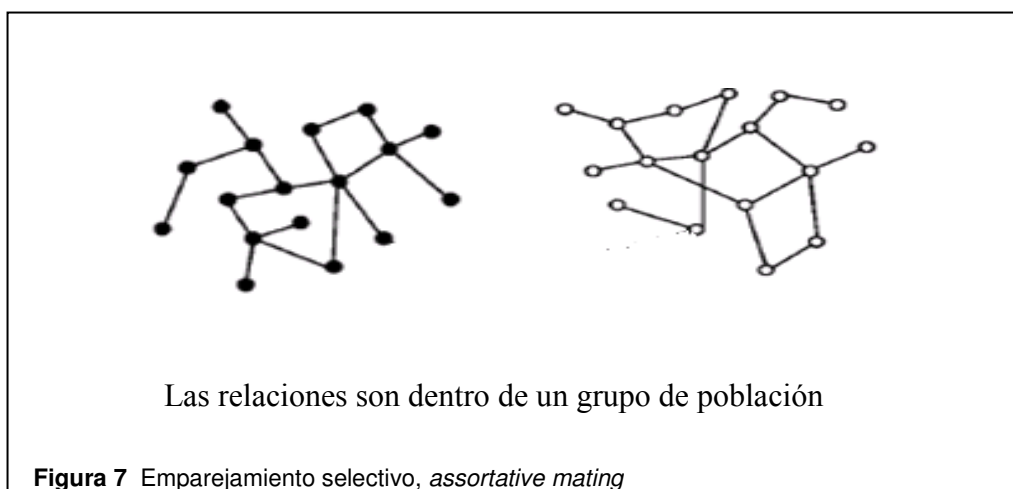 Las relaciones son dentro de un grupo de población
Figura 7 Emparejamiento selectivo, assortative mating